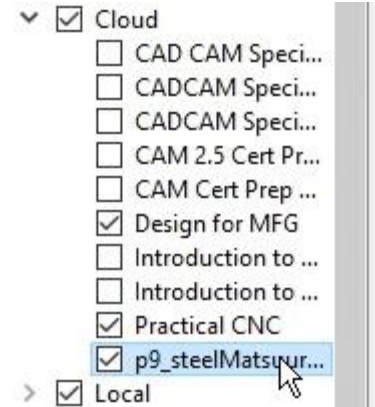 Cloud
CAD CAM Speci...
CADCAM Speci...
CADCAM Speci...
CAM 2.5 Cert Pr...
CAM Cert Prep ...
Design for MFG
Introduction to ...
Introduction to ...
Practical CNC
p9_steelMatsuur...
Local